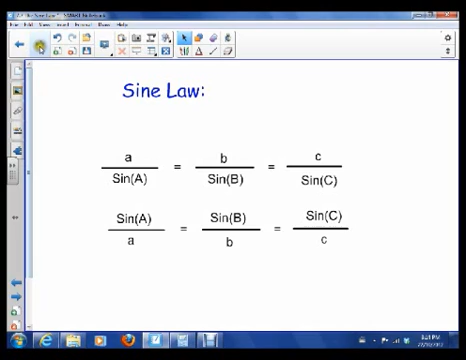 Sine Law:
a = b = c
Sin(A) Sin(B) Sin(C)
Sin(A) = Sin(B) = Sin(C)
a b c